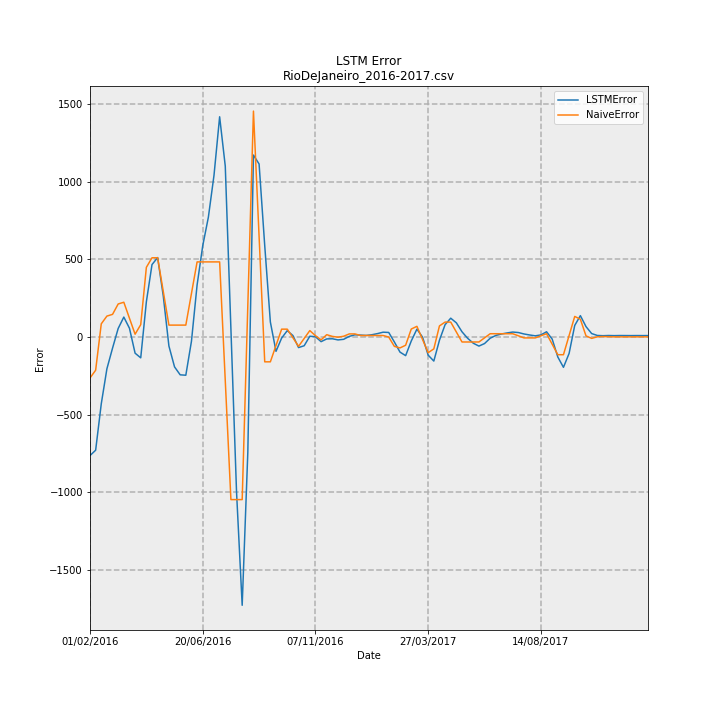 LSTM Error
RioDeJaneiro_2016-2017.csv
LSTMError
NaiveError
1500
1000
500
0
−500
−1000
−1500
Error
01/02/2016
20/06/2016
07/11/2016
27/03/2017
14/08/2017
Date